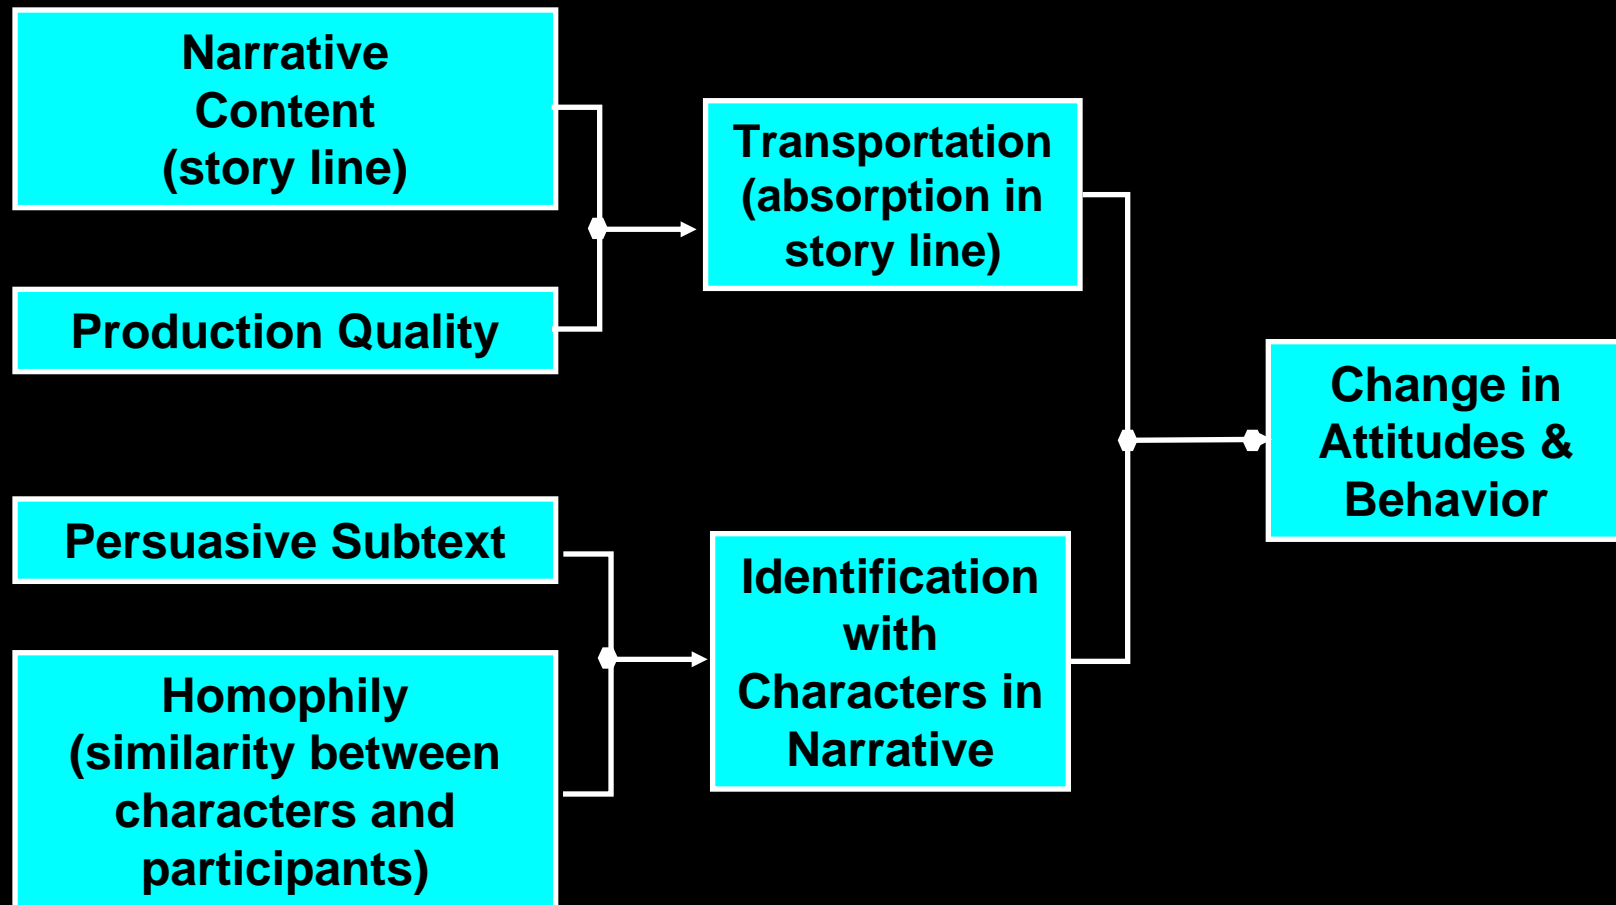 Narrative
Content
(story line)
Production Quality
Persuasive Subtext
Homophily
(similarity between
characters and
participants)
Transportation
(absorption in
story line)
Identification
with
Characters in
Narrative
Change in
Attitudes &
Behavior